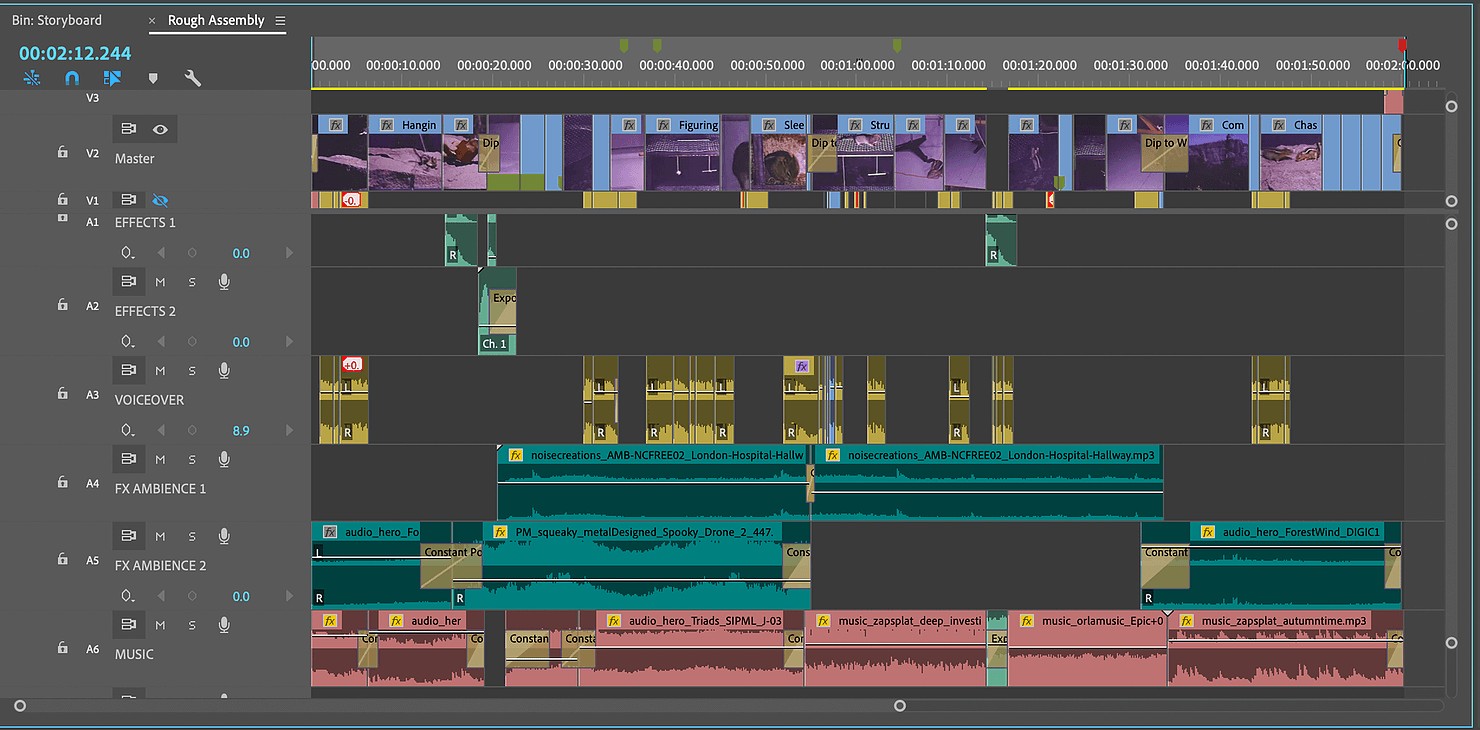 Bin: Storyboard × Rough Assembly
00:02:12.244
00.000 00:00:10.000 00:00:20.000 00:00:30.000 00:00:40.000 00:00:50.000 00:01:00.000 00:01:10.000 00:01:20.000 00:01:30.000 00:01:40.000 00:01:50.000 00:02:00.000
V3
fx fx Hangin fx fx fx Figuring fx Slee fx Stru fx fx fx fx fx Com fx Chas
V2 Master Dip Dip t Dip to W
V1 -0.
A1 EFFECTS 1
0.0 R R
M S
A2 EFFECTS 2 Expo
0.0 Ch. 1
M S +0. fx
A3 VOICEOVER L L L L L L L
8.9 R R R R R R R
M S fx noisecreations_AMB-NCFREE02_London-Hospital-Hallw fx noisecreations_AMB-NCFREE02_London-Hospital-Hallway.mp3
A4 FX AMBIENCE 1
M S fx audio_hero_Fo fx PM_squeaky_metalDesigned_Spooky_Drone_2_447. fx audio_hero_ForestWind_DIGIC1
A5 FX AMBIENCE 2 L Constant Po Cons Constant Co
0.0 R R R
M S fx fx audio_her fx audio_hero_Triads_SIPML_J-03 fx music_zapsplat_deep_investi fx music_orlamusic_Epic+0 fx music_zapsplat_autumntime.mp3
A6 MUSIC Cor Co Constan Consta Cor Exp Co